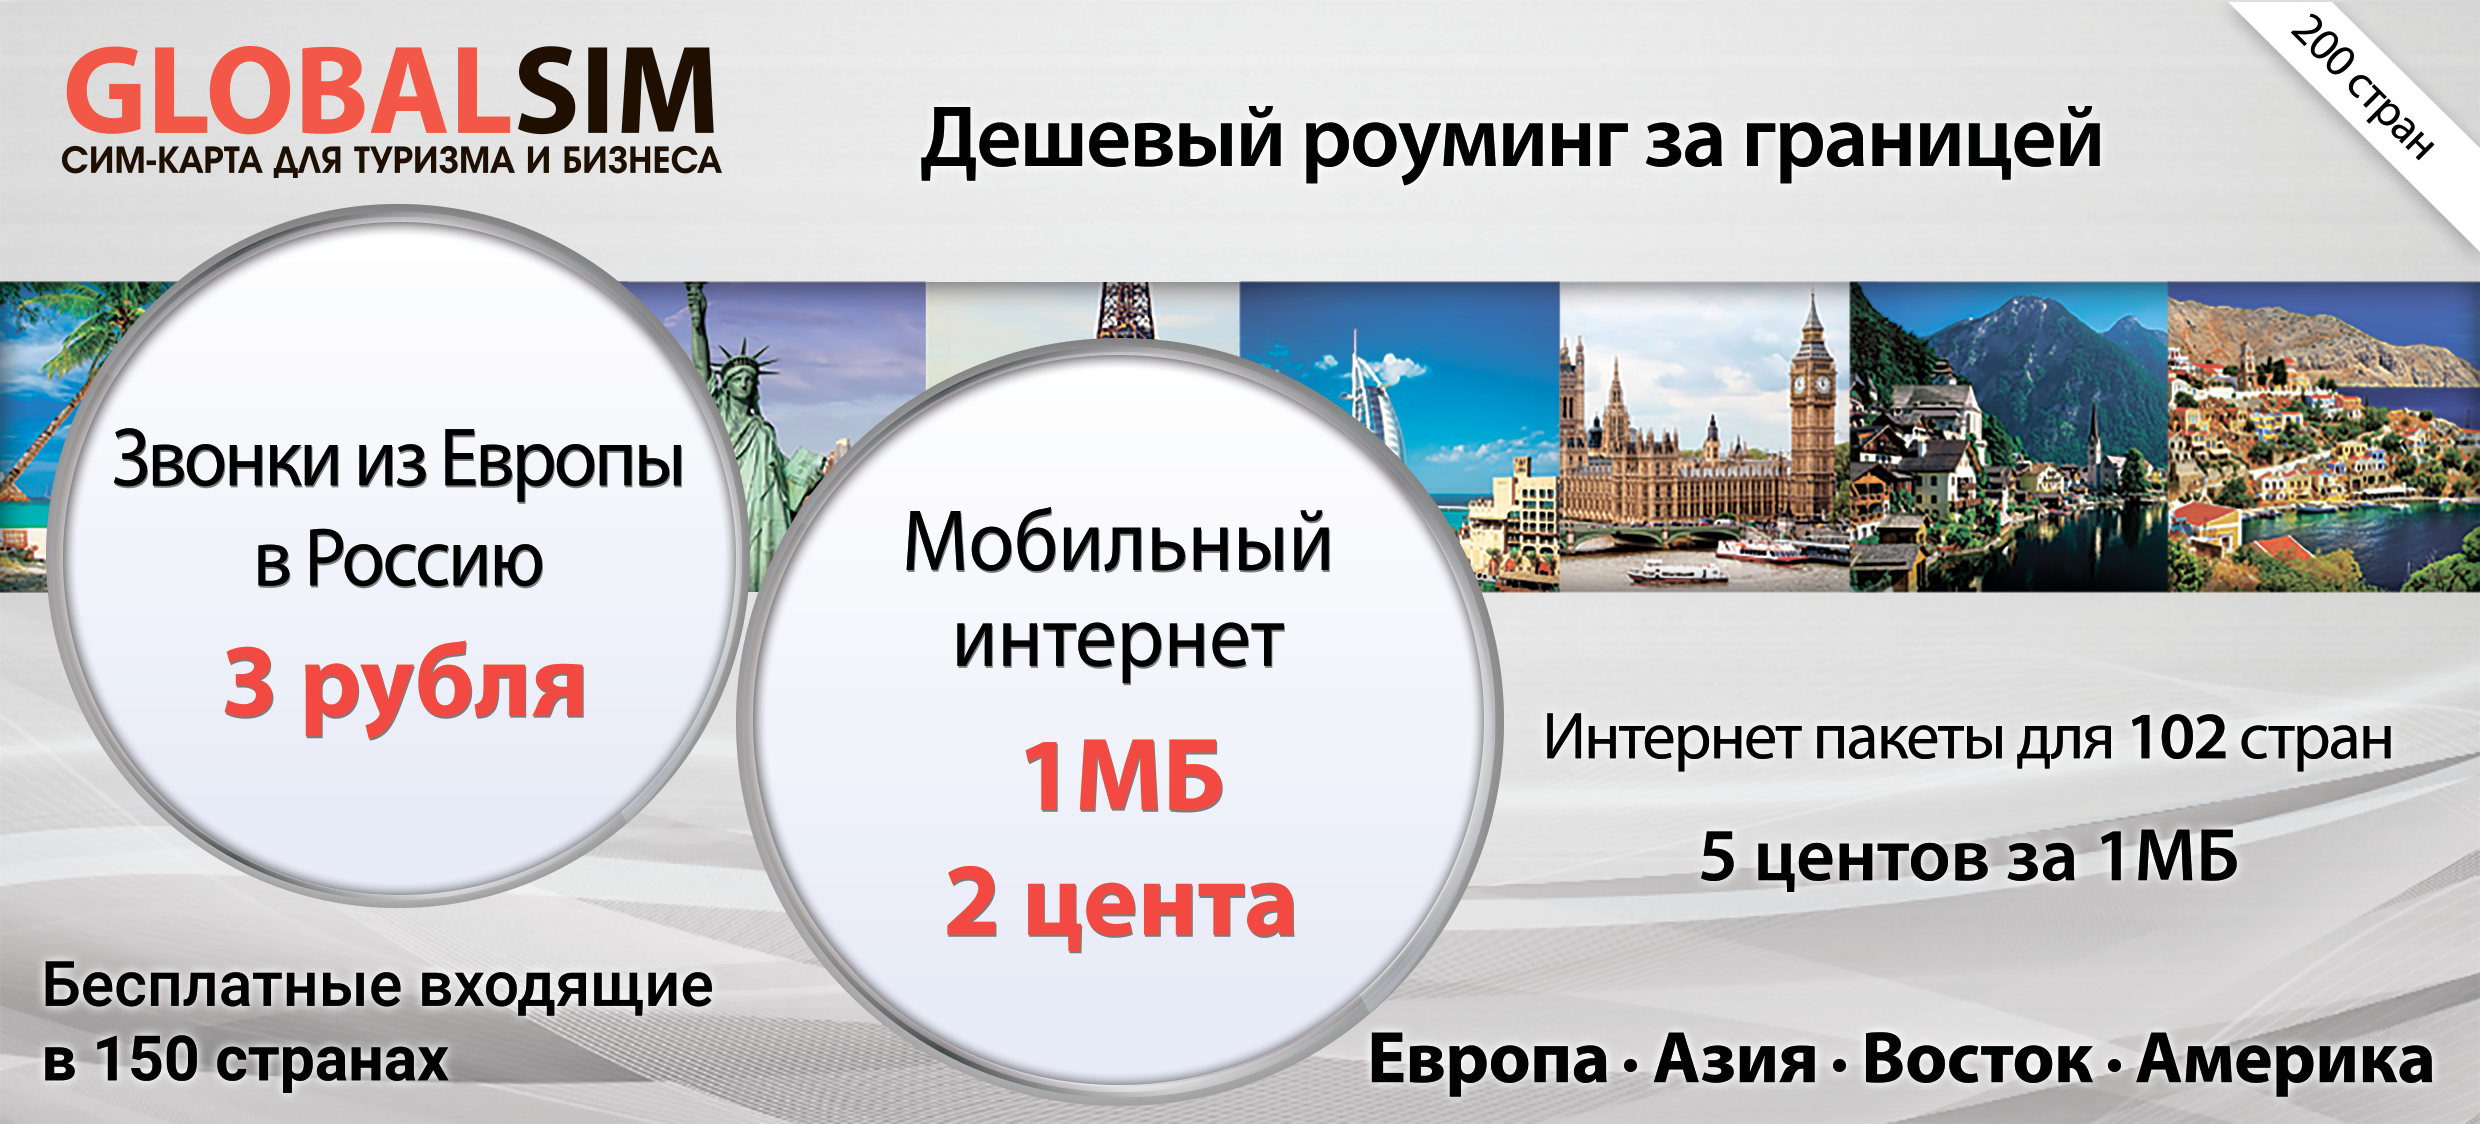 GLOBALSIM
СИМ-КАРТА ДЛЯ ТУРИЗМА И БИЗНЕСА
Дешевый роуминг за границей
200 стран
Звонки из Европы
в Россию
3 рубля
Мобильный
интернет
1МБ
2 цента
Интернет пакеты для 102 стран
5 центов за 1МБ
Бесплатные входящие
в 150 странах
Европа · Азия · Восток · Америка